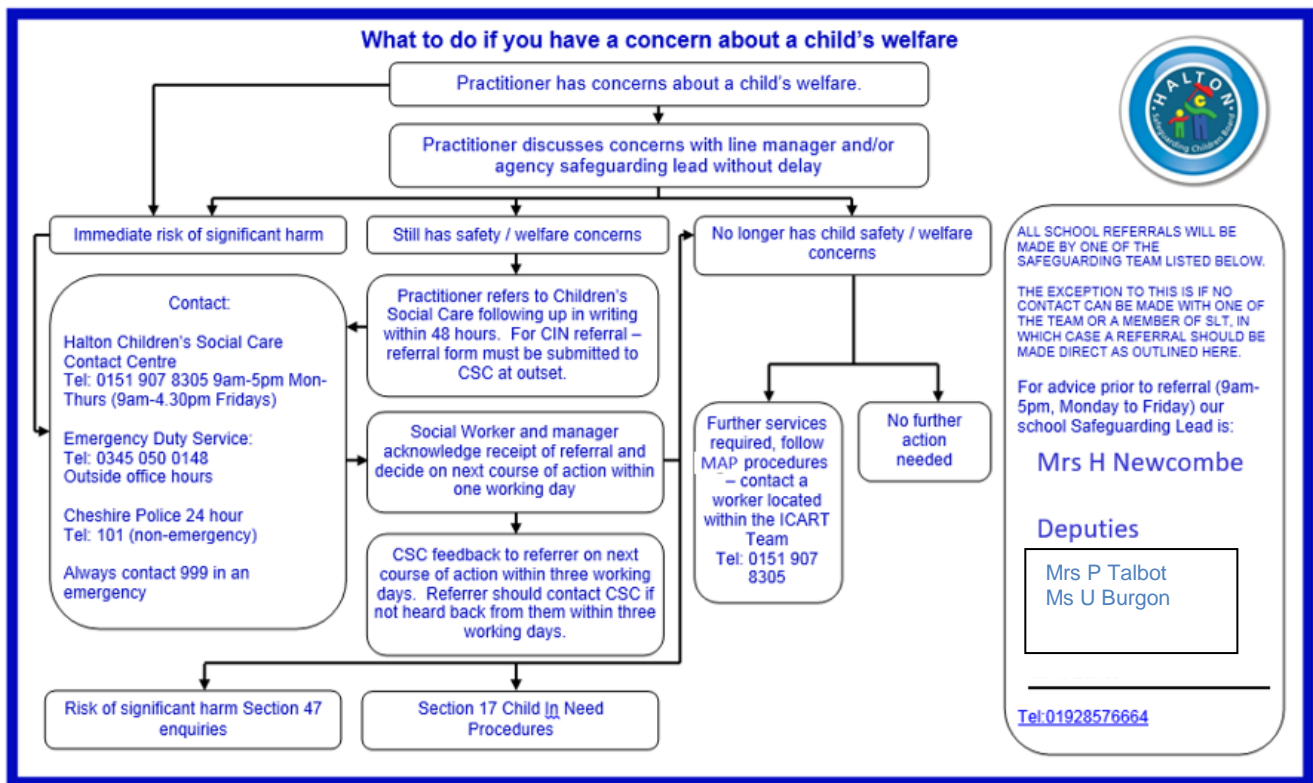 What to do if you have a concern about a child's welfare
Practitioner has concerns about a child's welfare.
Practitioner discusses concerns with line manager and/or
agency safeguarding lead without delay
Immediate risk of significant harm
Still has safety / welfare concerns
No longer has child safety / welfare
concerns
Contact:
Halton Children's Social Care
Contact Centre
Tel: 0151 907 8305 9am-5pm Mon-
Thurs (9am-4.30pm Fridays)
Emergency Duty Service:
Tel: 0345 050 0148
Outside office hours
Cheshire Police 24 hour
Tel: 101 (non-emergency)
Always contact 999 in an
emergency
Practitioner refers to Children's
Social Care following up in writing
within 48 hours.  For CIN referral –
referral form must be submitted to
CSC at outset.
Social Worker and manager
acknowledge receipt of referral and
decide on next course of action within
one working day
CSC feedback to referrer on next
course of action within three working
days.  Referrer should contact CSC if
not heard back from them within three
working days.
Further services
required, follow
MAP procedures
– contact a
worker located
within the ICART
Team
Tel: 0151 907
8305
No further
action
needed
Risk of significant harm Section 47
enquiries
Section 17 Child In Need
Procedures
HALTON
Safeguarding Children Board
ALL SCHOOL REFERRALS WILL BE
MADE BY ONE OF THE
SAFEGUARDING TEAM LISTED BELOW.
THE EXCEPTION TO THIS IS IF NO
CONTACT CAN BE MADE WITH ONE OF
THE TEAM OR A MEMBER OF SLT, IN
WHICH CASE A REFERRAL SHOULD BE
MADE DIRECT AS OUTLINED HERE.
For advice prior to referral (9am-
5pm, Monday to Friday) our
school Safeguarding Lead is:
Mrs H Newcombe
Deputies
Mrs P Talbot
Ms U Burgon
Tel:01928576664